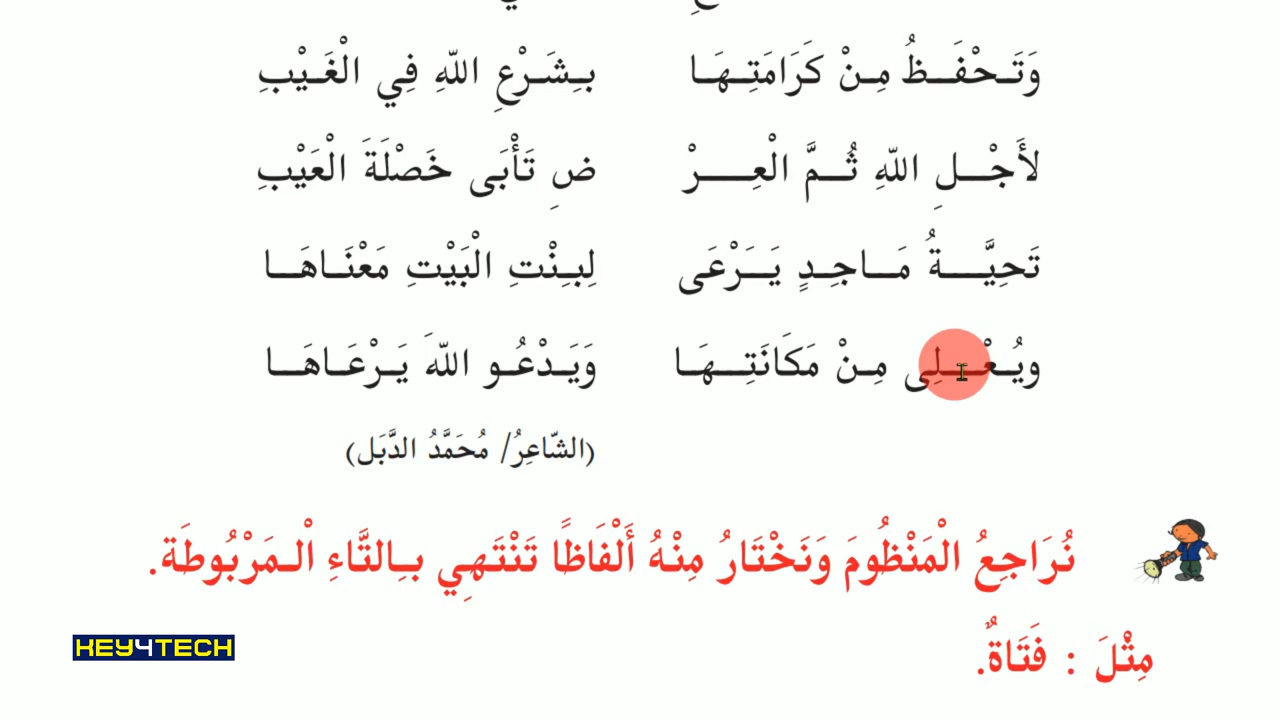 وَتَحْفَظُ مِنْ كَرَامَتِهَا بِشَرْعِ اللّهِ فِي الْغَيْبِ
لأَجْلِ اللّهِ ثُمَّ الْعِرْ ضِ تَأْبَى خَصْلَةَ الْعَيْبِ
تَحِيَّةُ مَاجِدٍ يَرْعَى لِبِنْتِ الْبَيْتِ مَعْنَاهَا
ويُعْلِي مِنْ مَكَانَتِهَا وَيَدْعُو اللّهَ يَرْعَاهَا
(الشّاعِرُ/ مُحَمَّدُ الدَّبَل)
نُرَاجِعُ الْمَنْظُومَ وَنَخْتَارُ مِنْهُ أَلْفَاظًا تَنْتَهِي بِالتَّاءِ الْمَرْبُوطَة.
KEY4TECH
مِثْلَ : فَتَاةٌ.